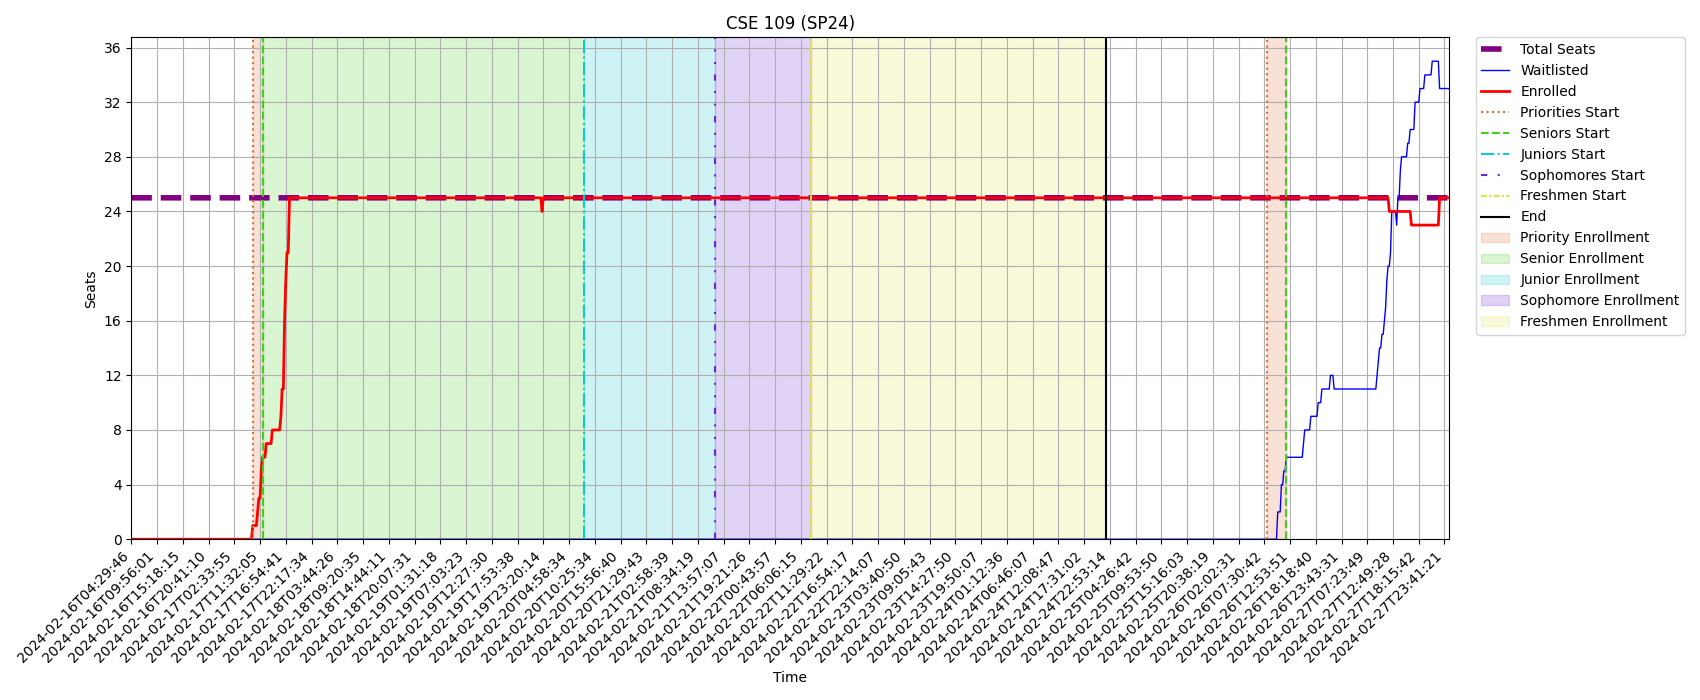 CSE 109 (SP24)
Seats
36
32
28
24
20
16
12
8
4
0
2024-02-16T04:29:46
2024-02-16T09:56:01
2024-02-16T15:18:15
2024-02-16T20:41:10
2024-02-17T02:33:55
2024-02-17T11:32:05
2024-02-17T16:54:41
2024-02-17T22:17:34
2024-02-18T03:44:26
2024-02-18T09:20:35
2024-02-18T14:44:11
2024-02-18T20:07:31
2024-02-19T01:31:18
2024-02-19T07:03:23
2024-02-19T12:27:30
2024-02-19T17:53:38
2024-02-19T23:20:14
2024-02-20T04:58:34
2024-02-20T10:25:34
2024-02-20T15:56:40
2024-02-20T21:29:43
2024-02-21T02:58:39
2024-02-21T08:34:19
2024-02-21T13:57:07
2024-02-21T19:21:26
2024-02-22T00:43:57
2024-02-22T06:06:15
2024-02-22T11:29:22
2024-02-22T16:54:17
2024-02-22T22:14:07
2024-02-23T03:40:50
2024-02-23T09:05:43
2024-02-23T14:27:50
2024-02-23T19:50:07
2024-02-24T01:12:36
2024-02-24T06:46:07
2024-02-24T12:08:47
2024-02-24T17:31:02
2024-02-24T22:53:14
2024-02-25T04:26:42
2024-02-25T09:53:50
2024-02-25T15:16:03
2024-02-25T20:38:19
2024-02-26T02:02:31
2024-02-26T07:30:42
2024-02-26T12:53:51
2024-02-26T18:18:40
2024-02-26T23:43:31
2024-02-27T07:23:49
2024-02-27T12:49:28
2024-02-27T18:15:42
2024-02-27T23:41:21
Time
Total Seats
Waitlisted
Enrolled
Priorities Start
Seniors Start
Juniors Start
Sophomores Start
Freshmen Start
End
Priority Enrollment
Senior Enrollment
Junior Enrollment
Sophomore Enrollment
Freshmen Enrollment